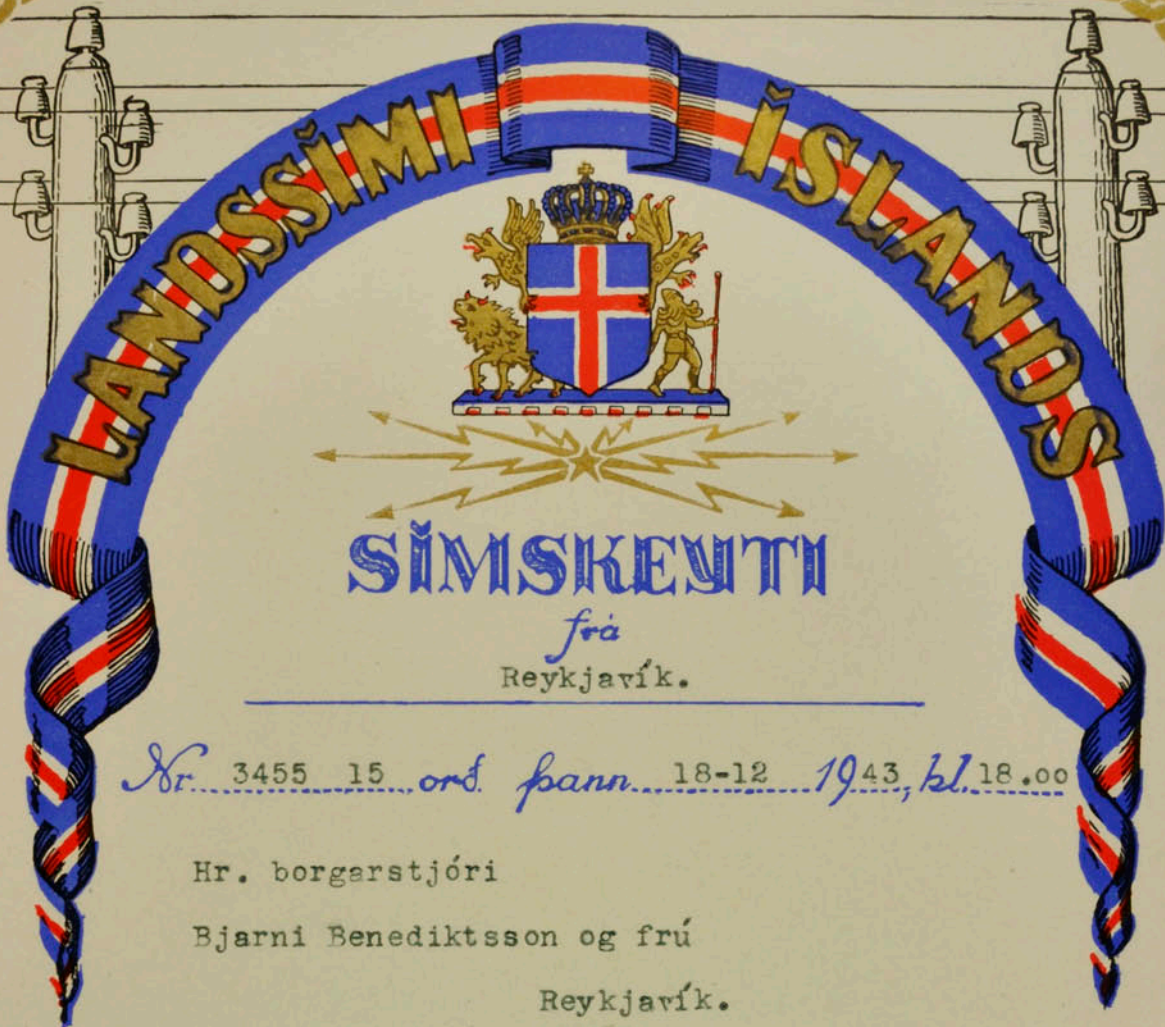 LANDSSÍMI ÍSLANDS
SÍMSKEYTI
frá
Reykjavík.
Nr 3455 15 orð þann 18-12 1943, kl. 18.00
Hr. borgarstjóri
Bjarni Benediktsson og frú
Reykjavík.